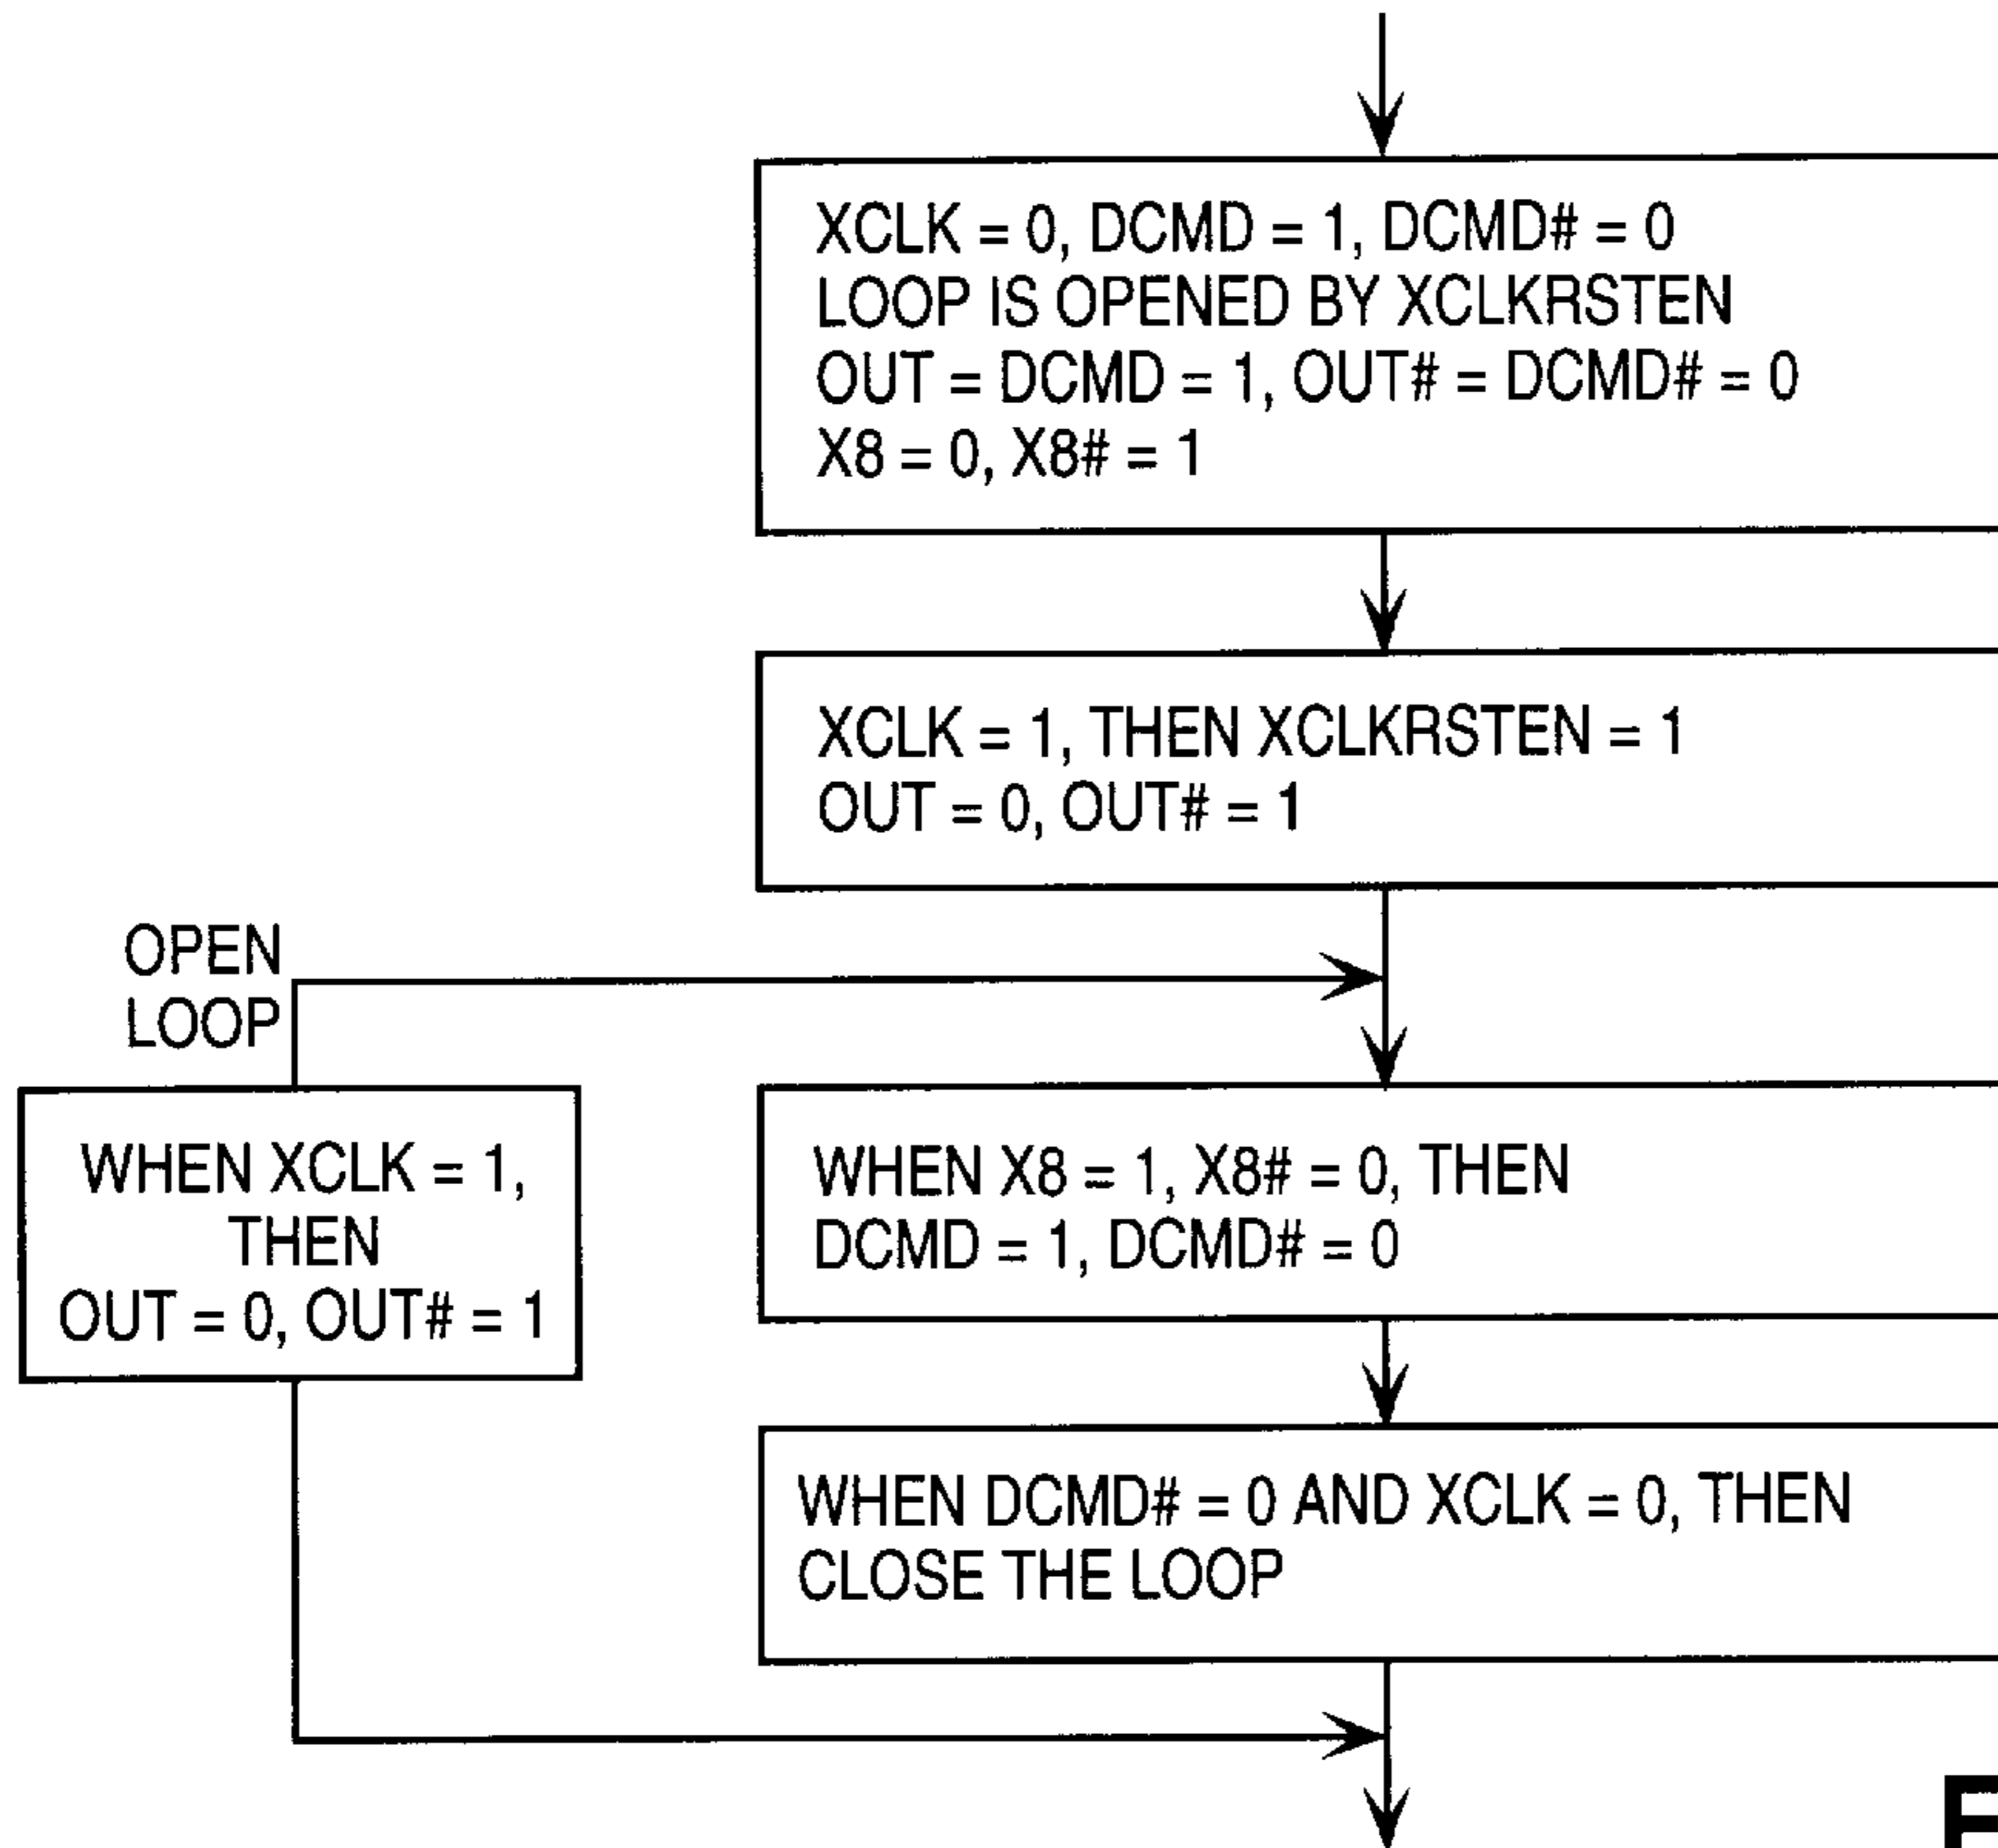 XCLK = 0, DCMD = 1, DCMD# = 0
LOOP IS OPENED BY XCLKRSTEN
OUT = DCMD = 1, OUT# = DCMD# = 0
X8 = 0, X8# = 1
XCLK = 1, THEN XCLKRSTEN = 1
OUT = 0, OUT# = 1
OPEN
LOOP
WHEN XCLK = 1,
THEN
OUT = 0, OUT# = 1
WHEN X8 = 1, X8# = 0, THEN
DCMD = 1, DCMD# = 0
WHEN DCMD# = 0 AND XCLK = 0, THEN
CLOSE THE LOOP